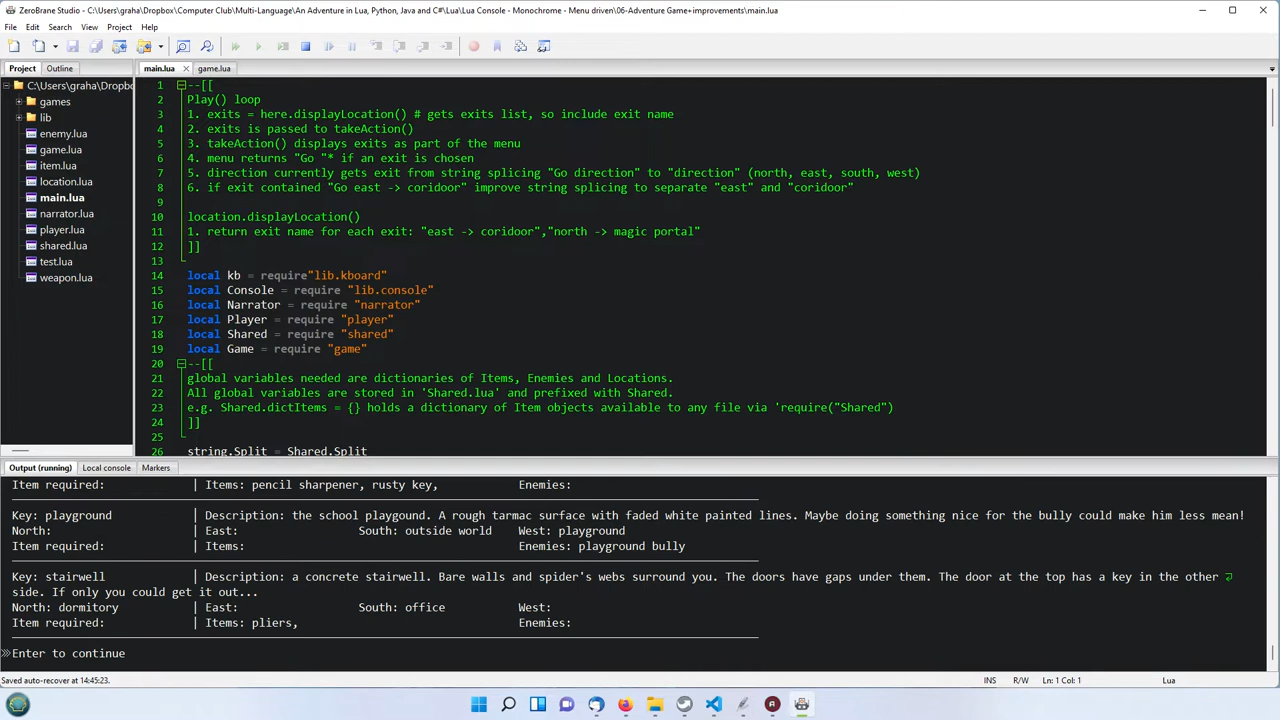 ZeroBrane Studio - C:\Users\graha\Dropbox\Computer Club\Multi-Language\An Adventure in Lua, Python, Java and C#\Lua\Lua Console - Monochrome - Menu driven\06-Adventure Game+improvements\main.lua
File Edit Search View Project Help
Project Outline main.lua game.lua
C:\Users\graha\Dropbo
games
lib
enemy.lua
game.lua
item.lua
location.lua
main.lua
narrator.lua
player.lua
shared.lua
test.lua
weapon.lua
1 --[[
2 Play() loop
3 1. exits = here.displayLocation() # gets exits list, so include exit name
4 2. exits is passed to takeAction()
5 3. takeAction() displays exits as part of the menu
6 4. menu returns "Go "* if an exit is chosen
7 5. direction currently gets exit from string splicing "Go direction" to "direction" (north, east, south, west)
8 6. if exit contained "Go east -> coridoor" improve string splicing to separate "east" and "coridoor"
9
10 location.displayLocation()
11 1. return exit name for each exit: "east -> coridoor","north -> magic portal"
12 ]]
13
14 local kb = require"lib.kboard"
15 local Console = require "lib.console"
16 local Narrator = require "narrator"
17 local Player = require "player"
18 local Shared = require "shared"
19 local Game = require "game"
20 --[[
21 global variables needed are dictionaries of Items, Enemies and Locations.
22 All global variables are stored in 'Shared.lua' and prefixed with Shared.
23 e.g. Shared.dictItems = {} holds a dictionary of Item objects available to any file via 'require("Shared")
24 ]]
25
26 string.Split = Shared.Split
Output (running) Local console Markers
Item required: | Items: pencil sharpener, rusty key, Enemies:
Key: playground | Description: the school playgound. A rough tarmac surface with faded white painted lines. Maybe doing something nice for the bully could make him less mean!
North: | East: South: outside world West: playground
Item required: | Items: Enemies: playground bully
Key: stairwell | Description: a concrete stairwell. Bare walls and spider's webs surround you. The doors have gaps under them. The door at the top has a key in the other
side. If only you could get it out...
North: dormitory | East: South: office West:
Item required: | Items: pliers, Enemies:
Enter to continue
Saved auto-recover at 14:45:23. INS R/W Ln: 1 Col: 1 Lua